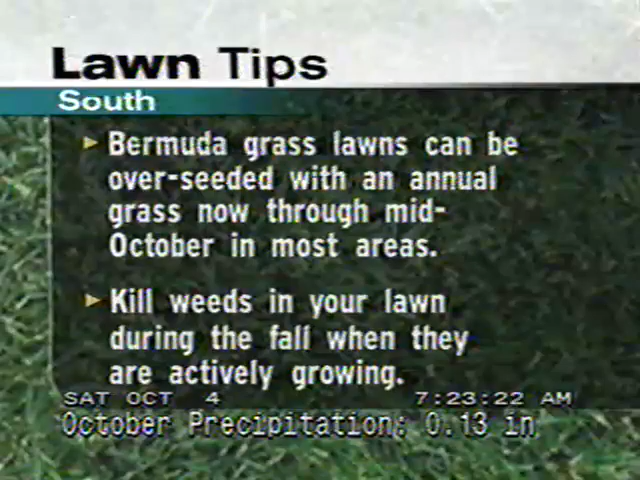 Lawn Tips
South
▸ Bermuda grass lawns can be
over-seeded with an annual
grass now through mid-
October in most areas.
▸ Kill weeds in your lawn
during the fall when they
are actively growing.
SAT OCT 4 7:23:22 AM
October Precipitation: 0.13 in